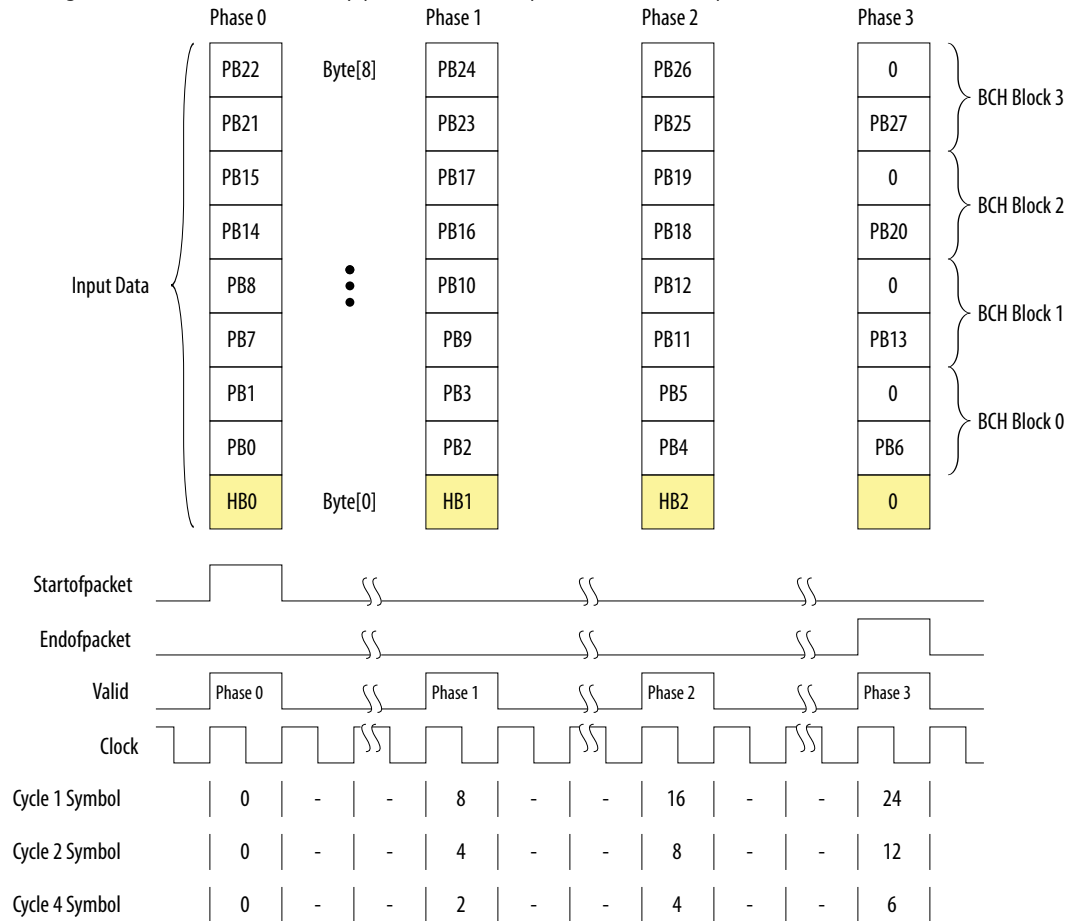 Phase 0 Phase 1 Phase 2 Phase 3
PB22 Byte[8] PB24 PB26 0
BCH Block 3
PB21 PB23 PB25 PB27
PB15 PB17 PB19 0
BCH Block 2
PB14 PB16 PB18 PB20
Input Data PB8 PB10 PB12 0
BCH Block 1
PB7 PB9 PB11 PB13
PB1 PB3 PB5 0
BCH Block 0
PB0 PB2 PB4 PB6
HB0 Byte[0] HB1 HB2 0
Startofpacket
Endofpacket
Valid Phase 0 Phase 1 Phase 2 Phase 3
Clock
Cycle 1 Symbol 0 - - 8 - - 16 - - 24
Cycle 2 Symbol 0 - - 4 - - 8 - - 12
Cycle 4 Symbol 0 - - 2 - - 4 - - 6